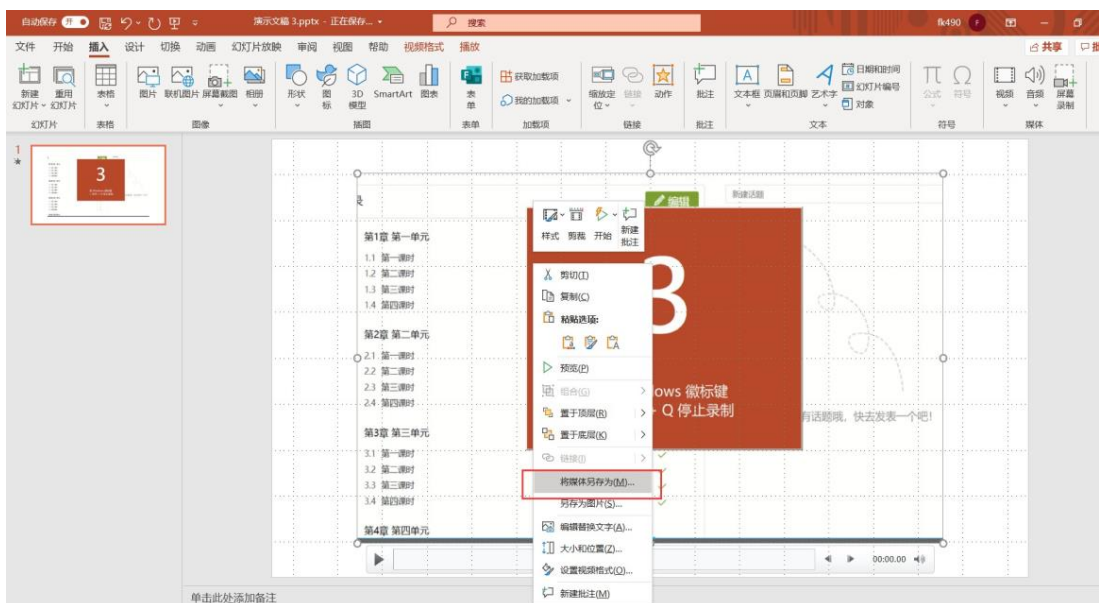 自动保存 开 演示文稿 3.pptx - 正在保存... 搜索 fk490 F
文件 开始 插入 设计 切换 动画 幻灯片放映 审阅 视图 帮助 视频格式 播放 共享 批
新建 幻灯片
重用 幻灯片
表格
图片 联机图片 屏幕截图 相册
形状 图标 3D 模型 SmartArt 图表
表单
获取加载项
我的加载项
缩放定位 链接 动作
批注
文本框 页眉和页脚 艺术字
日期和时间
幻灯片编号
对象
公式 符号
视频 音频 屏幕录制
幻灯片 表格 图像 插图 表单 加载项 链接 批注 文本 符号 媒体
1
3
录
编辑
新建话题
第1章 第一单元
1.1 第一课时
1.2 第二课时
1.3 第三课时
1.4 第四课时
第2章 第二单元
2.1 第一课时
2.2 第二课时
2.3 第三课时
2.4 第四课时
第3章 第三单元
3.1 第一课时
3.2 第二课时
3.3 第三课时
3.4 第四课时
第4章 第四单元
样式 剪裁 开始 新建批注
剪切(T)
复制(C)
粘贴选项:
预览(P)
组合(G)
置于顶层(R)
置于底层(K)
链接(I)
将媒体另存为(M)...
另存为图片(S)...
编辑替换文字(A)...
大小和位置(Z)...
设置视频格式(O)...
新建批注(M)
3
ows 徽标键
+ Q 停止录制
有话题哦，快去发表一个吧!
00:00.00
单击此处添加备注